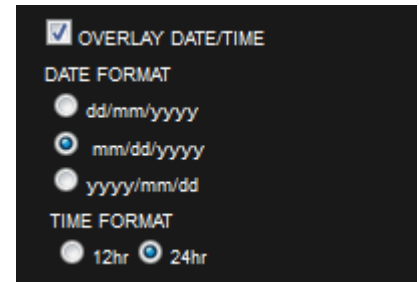 OVERLAY DATE/TIME
DATE FORMAT
dd/mm/yyyy
mm/dd/yyyy
yyyy/mm/dd
TIME FORMAT
12hr 24hr